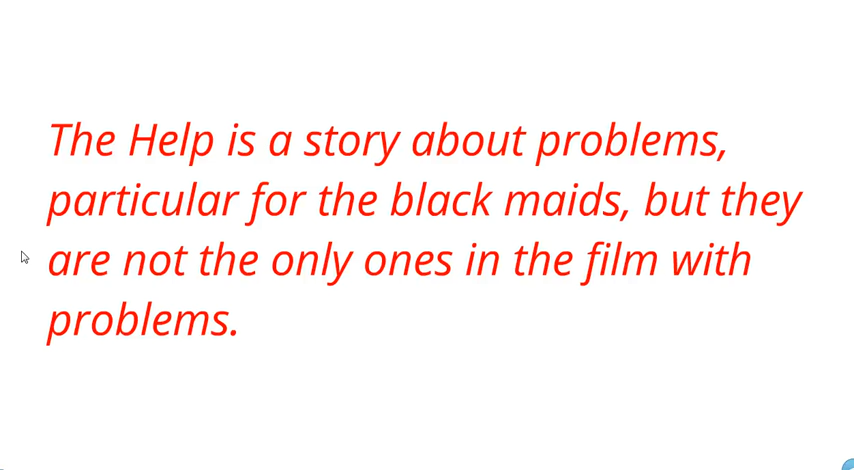 The Help is a story about problems,
particular for the black maids, but they
are not the only ones in the film with
problems.